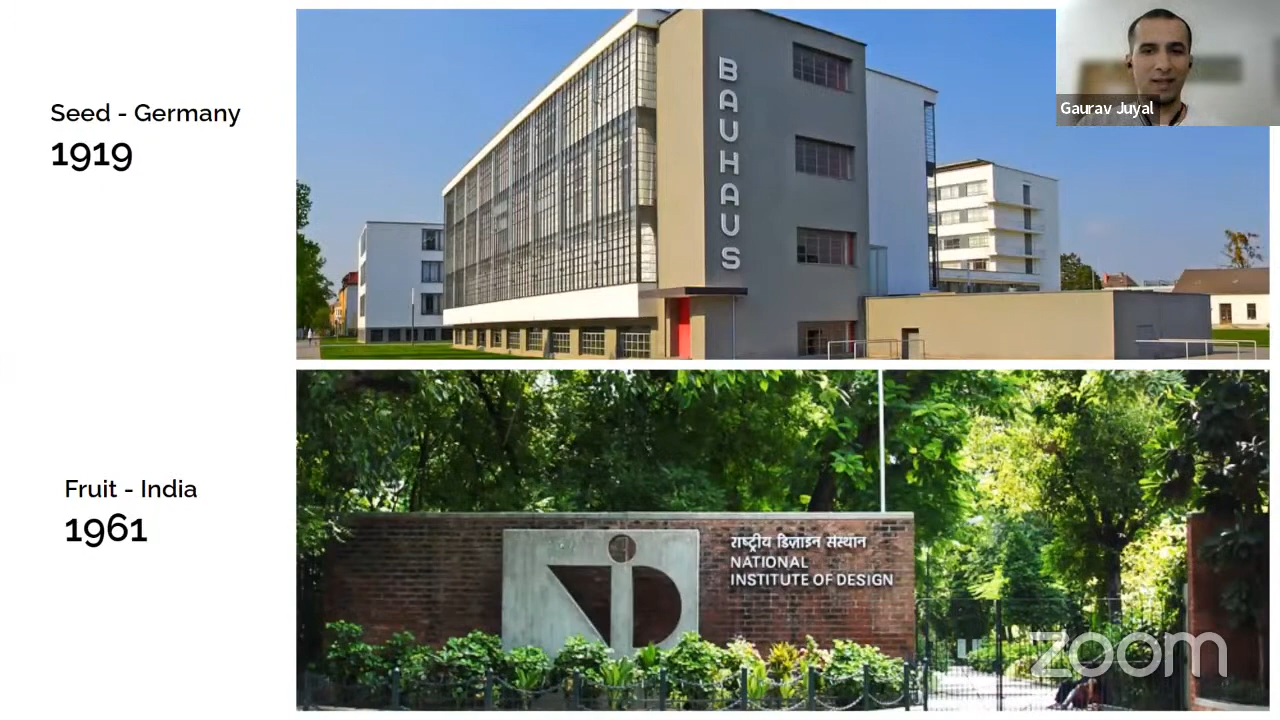 Seed - Germany
1919
BAUHAUS
Gaurav Juyal
Fruit - India
1961
राष्ट्रीय डिज़ाइन संस्थान
NATIONAL
INSTITUTE OF DESIGN
zoom